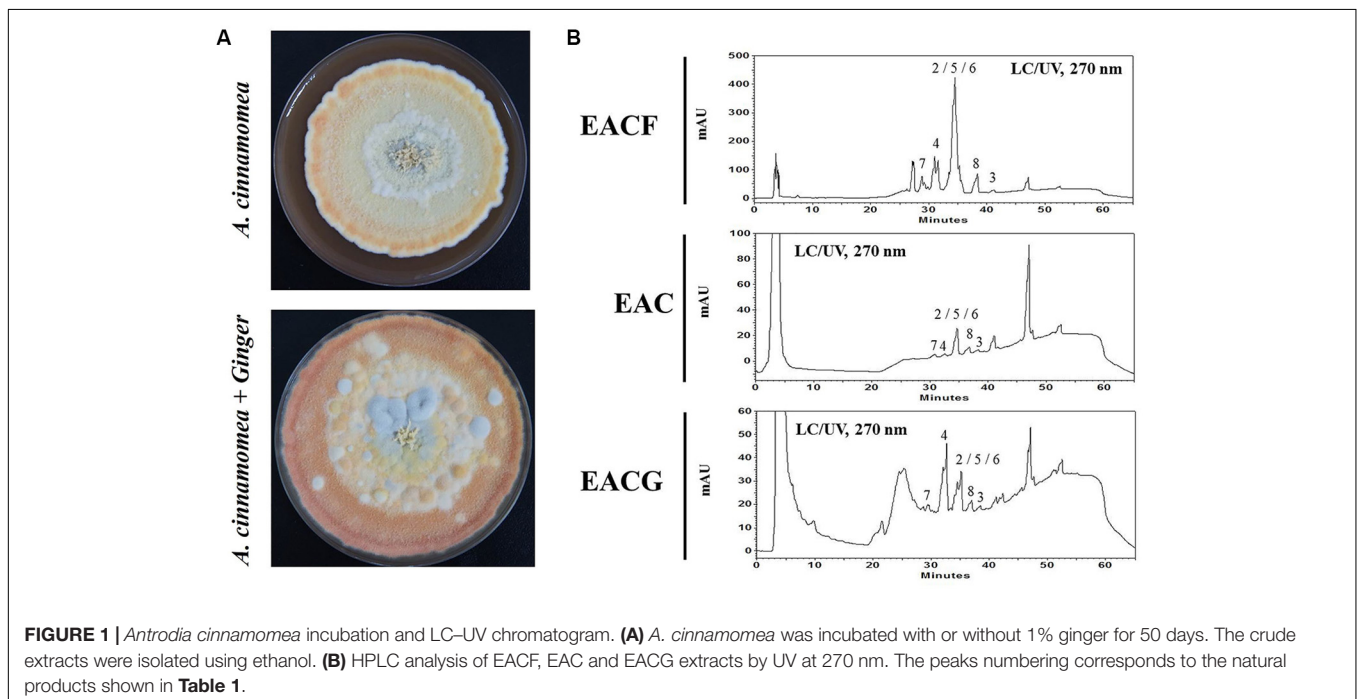 A
B
A. cinnamomea
A. cinnamomea + Ginger
EACF
mAU
500
400
300
200
100
0
LC/UV, 270 nm
2 / 5 / 6
7
4
8
3
0
10
20
30
40
50
60
Minutes
EAC
mAU
100
80
60
40
20
0
LC/UV, 270 nm
2 / 5 / 6
7 4
8
3
0
10
20
30
40
50
60
Minutes
EACG
mAU
60
50
40
30
20
10
0
LC/UV, 270 nm
4
2 / 5 / 6
7
8
3
0
10
20
30
40
50
60
Minutes
FIGURE 1 | Antrodia cinnamomea incubation and LC–UV chromatogram. (A) A. cinnamomea was incubated with or without 1% ginger for 50 days. The crude
extracts were isolated using ethanol. (B) HPLC analysis of EACF, EAC and EACG extracts by UV at 270 nm. The peaks numbering corresponds to the natural
products shown in Table 1.